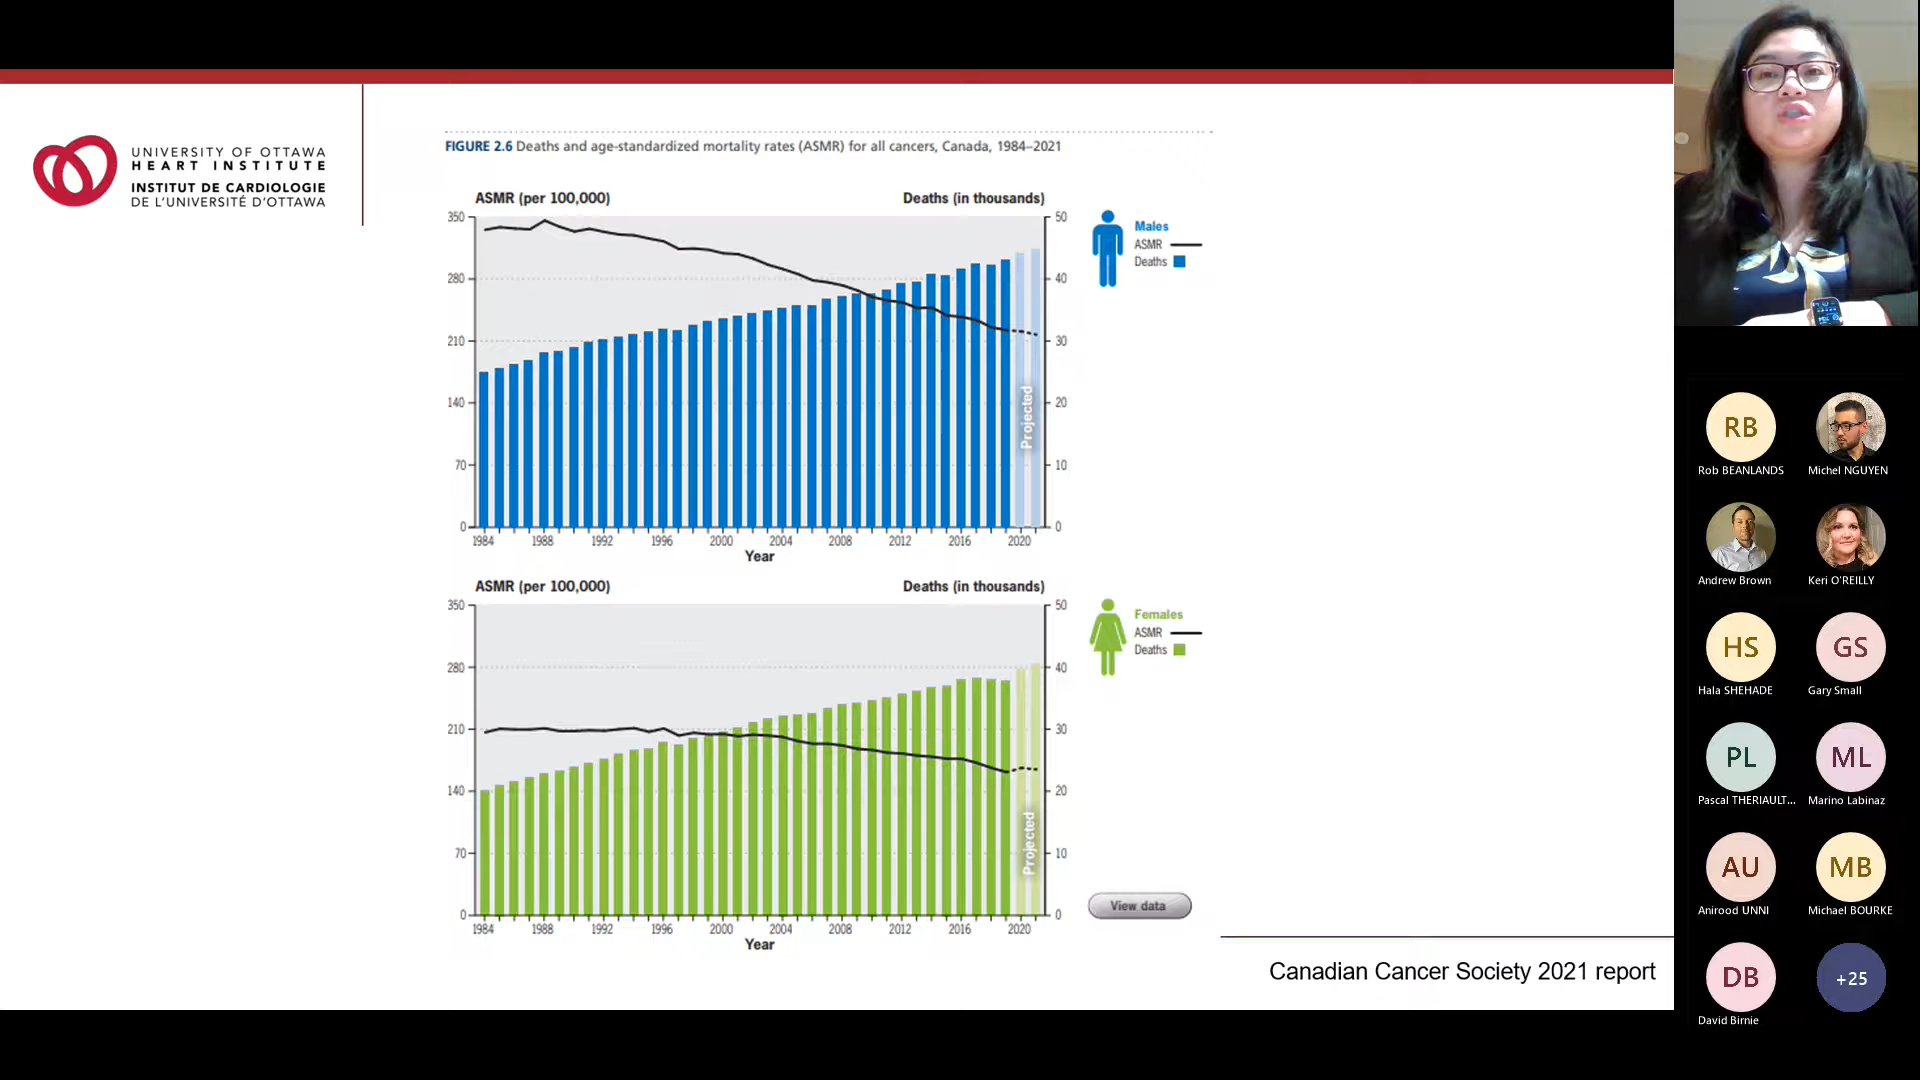 UNIVERSITY OF OTTAWA
HEART INSTITUTE
INSTITUT DE CARDIOLOGIE
DE L'UNIVERSITÉ D'OTTAWA
FIGURE 2.6 Deaths and age-standardized mortality rates (ASMR) for all cancers, Canada, 1984–2021
ASMR (per 100,000) Deaths (in thousands)
350 50
280 40
210 30
140 20
70 10
0 0
Projected
1984 1988 1992 1996 2000 2004 2008 2012 2016 2020
Year
Males
ASMR
Deaths
ASMR (per 100,000) Deaths (in thousands)
350 50
280 40
210 30
140 20
70 10
0 0
Projected
1984 1988 1992 1996 2000 2004 2008 2012 2016 2020
Year
Females
ASMR
Deaths
View data
Canadian Cancer Society 2021 report
RB
Rob BEANLANDS
Michel NGUYEN
Andrew Brown
Keri O'REILLY
HS
Hala SHEHADE
GS
Gary Small
PL
Pascal THERIAULT...
ML
Marino Labinaz
AU
Anirood UNNI
MB
Michael BOURKE
DB
David Birnie
+25